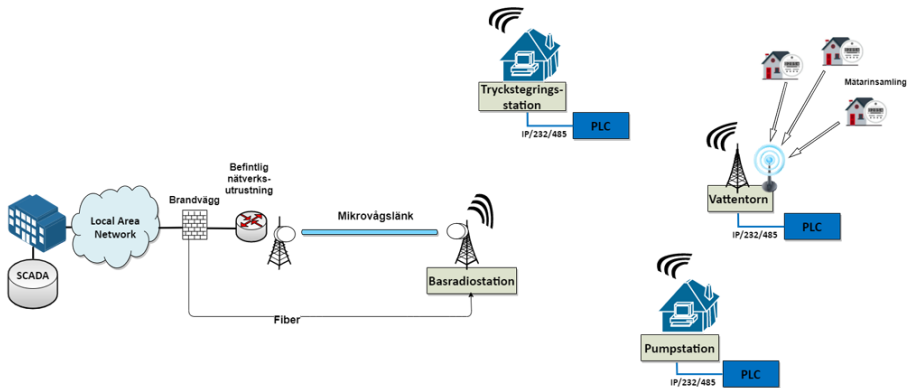 Tryckstegrings-
station
IP/232/485
PLC
Mätarinsamling
Vattentorn
IP/232/485
PLC
Befintlig
nätverks-
utrustning
Brandvägg
Local Area
Network
SCADA
Mikrovågslänk
Basradiostation
Fiber
Pumpstation
IP/232/485
PLC